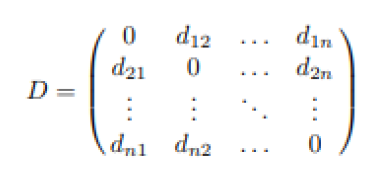 0 d₁₂ … d₁ₙ
d₂₁ 0 … d₂ₙ
D =
⋮ ⋮ ⋱ ⋮
dₙ₁ dₙ₂ … 0